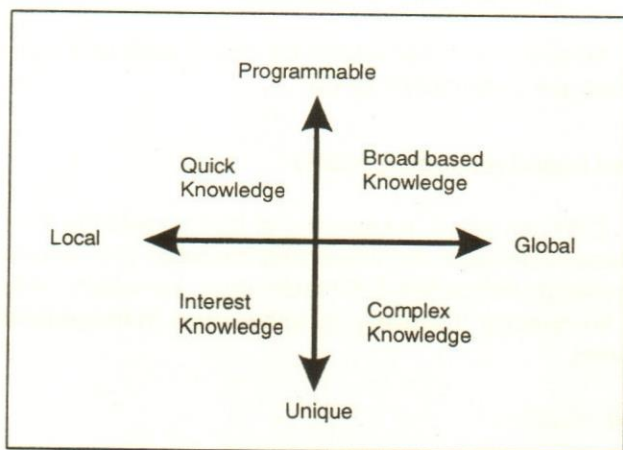 Programmable
Quick
Knowledge
Broad based
Knowledge
Local
Global
Interest
Knowledge
Complex
Knowledge
Unique